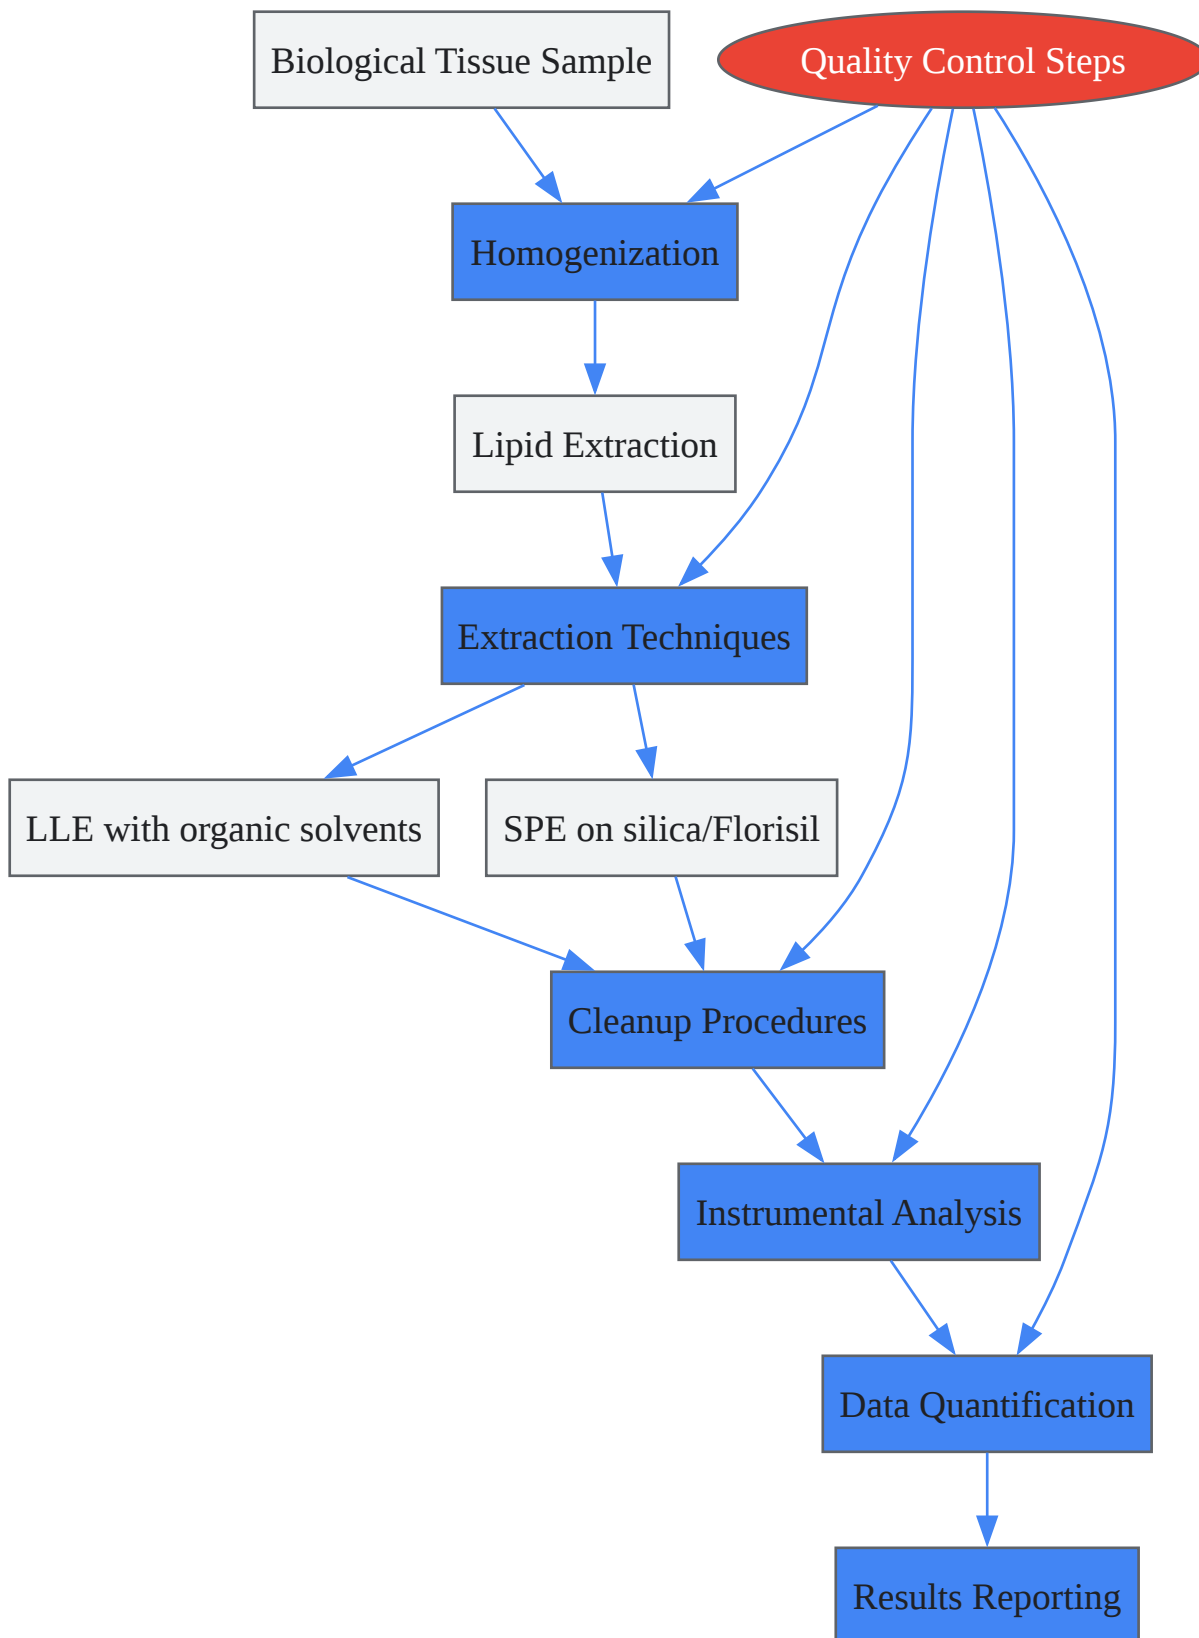 Biological Tissue Sample
Quality Control Steps
Homogenization
Lipid Extraction
Extraction Techniques
LLE with organic solvents
SPE on silica/Florisil
Cleanup Procedures
Instrumental Analysis
Data Quantification
Results Reporting